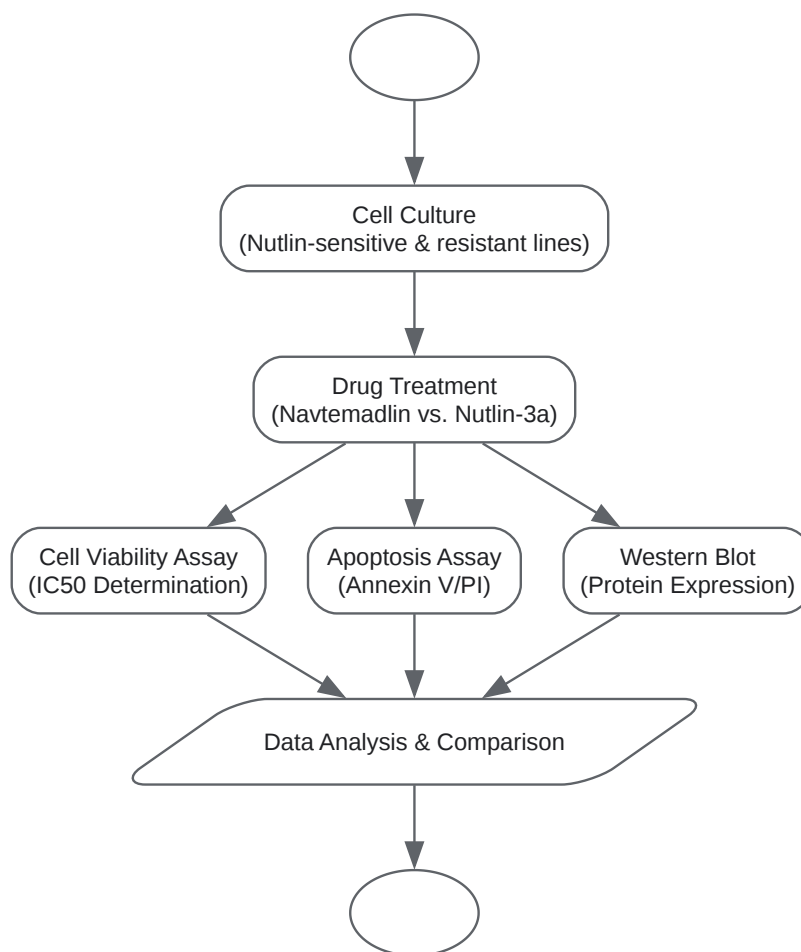 Cell Culture
(Nutlin-sensitive & resistant lines)
Drug Treatment
(Navtemadlin vs. Nutlin-3a)
Cell Viability Assay
(IC50 Determination)
Apoptosis Assay
(Annexin V/PI)
Western Blot
(Protein Expression)
Data Analysis & Comparison